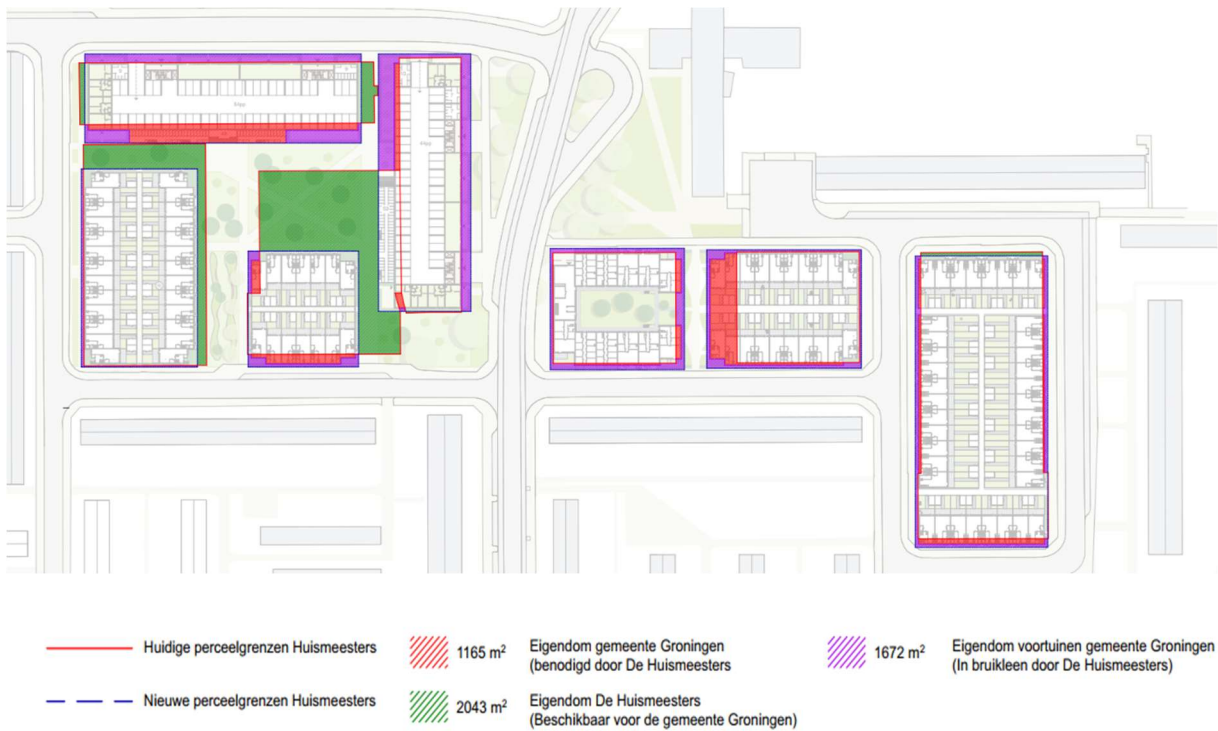 Huidige perceelgrenzen Huismeesters
Nieuwe perceelgrenzen Huismeesters
1165 m²
Eigendom gemeente Groningen
(benodigd door De Huismeesters
2043 m²
Eigendom De Huismeesters
(Beschikbaar voor de gemeente Groningen)
1672 m²
Eigendom voortuinen gemeente Groningen
(In bruikleen door De Huismeesters)